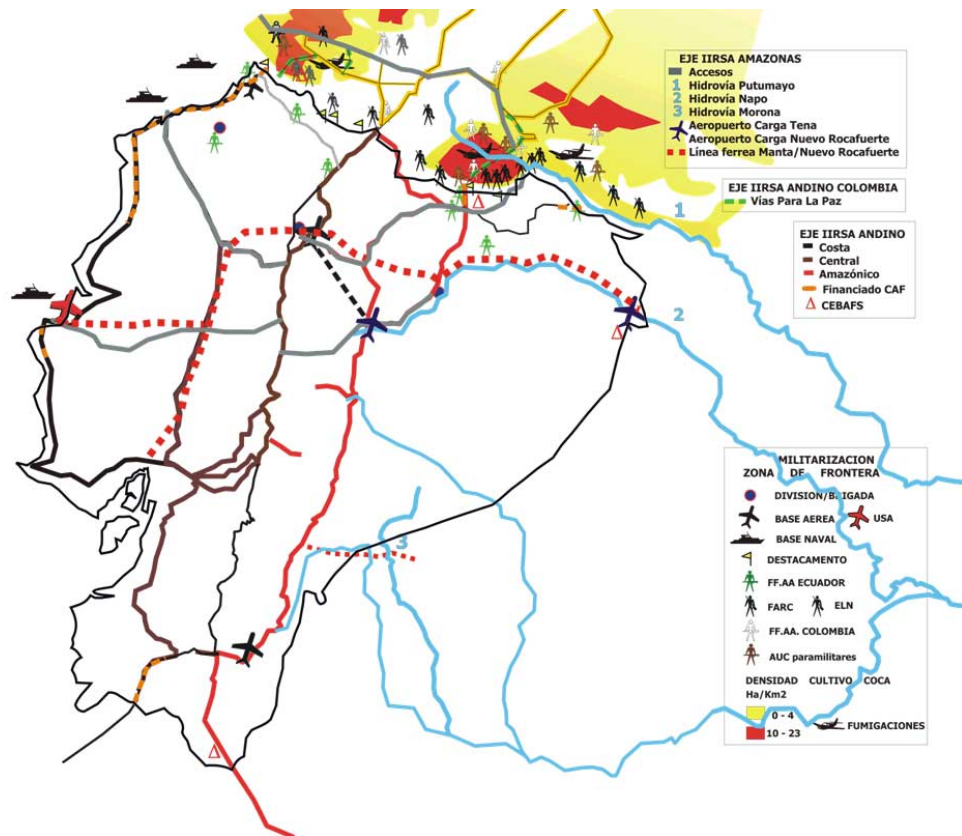 EJE IIRSA AMAZONAS
Accesos
1 Hidrovía Putumayo
2 Hidrovía Napo
3 Hidrovía Morona
Aeropuerto Carga Tena
Aeropuerto Carga Nuevo Rocafuerte
Línea ferrea Manta/Nuevo Rocafuerte
EJE IIRSA ANDINO COLOMBIA
Vías Para La Paz
EJE IIRSA ANDINO
Costa
Central
Amazónico
Financiado CAF
CEBAFS
1
2
3
MILITARIZACION
ZONA DE FRONTERA
DIVISION/BRIGADA
BASE AEREA USA
BASE NAVAL
DESTACAMENTO
FF.AA ECUADOR
FARC ELN
FF.AA. COLOMBIA
AUC paramilitares
DENSIDAD CULTIVO COCA
Ha/Km2
0 - 4
10 - 23 FUMIGACIONES